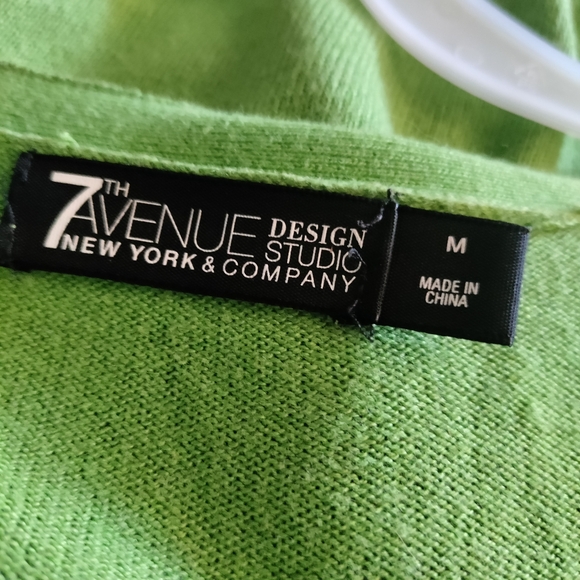 7TH AVENUE DESIGN STUDIO
NEW YORK & COMPANY
M
MADE IN
CHINA